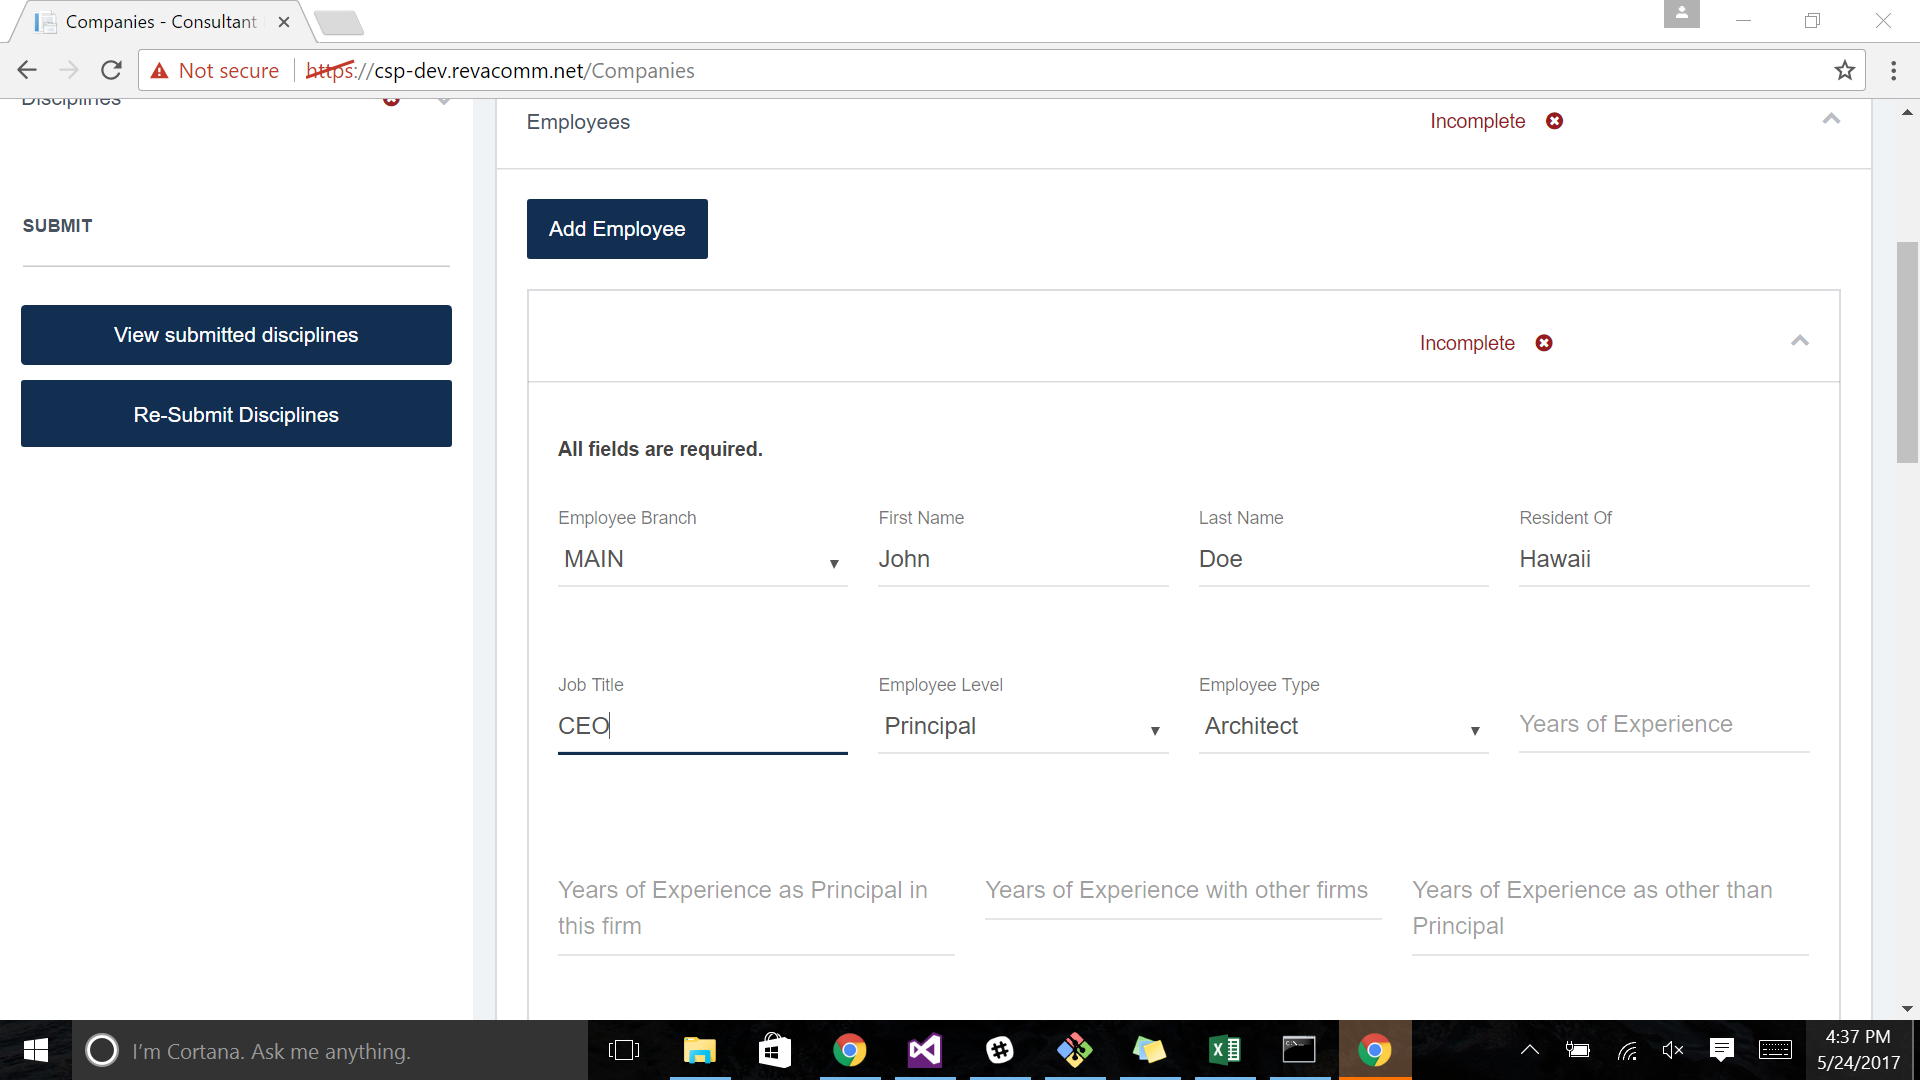 Companies - Consultant
Not secure
https://csp-dev.revacomm.net/Companies
Disciplines
SUBMIT
View submitted disciplines
Re-Submit Disciplines
Employees
Incomplete
Add Employee
Incomplete
All fields are required.
Employee Branch
First Name
Last Name
Resident Of
MAIN
John
Doe
Hawaii
Job Title
Employee Level
Employee Type
CEO
Principal
Architect
Years of Experience
Years of Experience as Principal in
this firm
Years of Experience with other firms
Years of Experience as other than
Principal
I'm Cortana. Ask me anything.
4:37 PM
5/24/2017